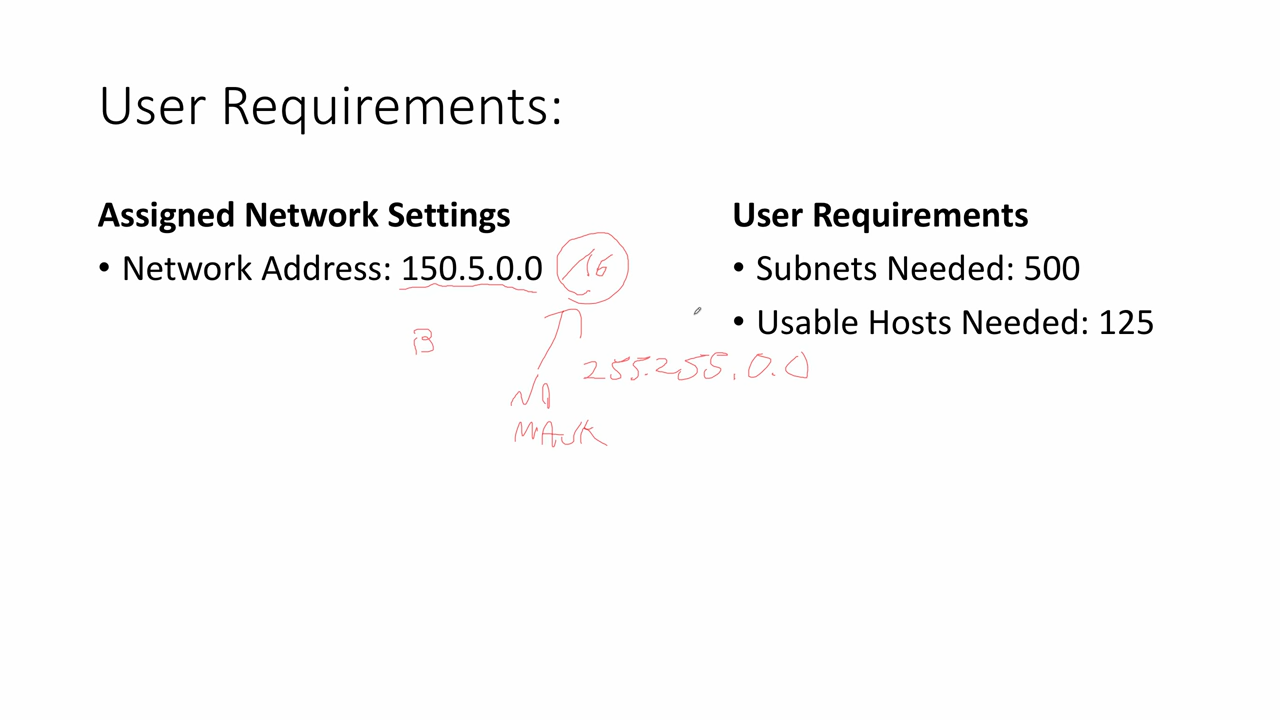 User Requirements:
Assigned Network Settings
• Network Address: 150.5.0.0 /16
B
255.255.0.0
MASK
User Requirements
• Subnets Needed: 500
• Usable Hosts Needed: 125